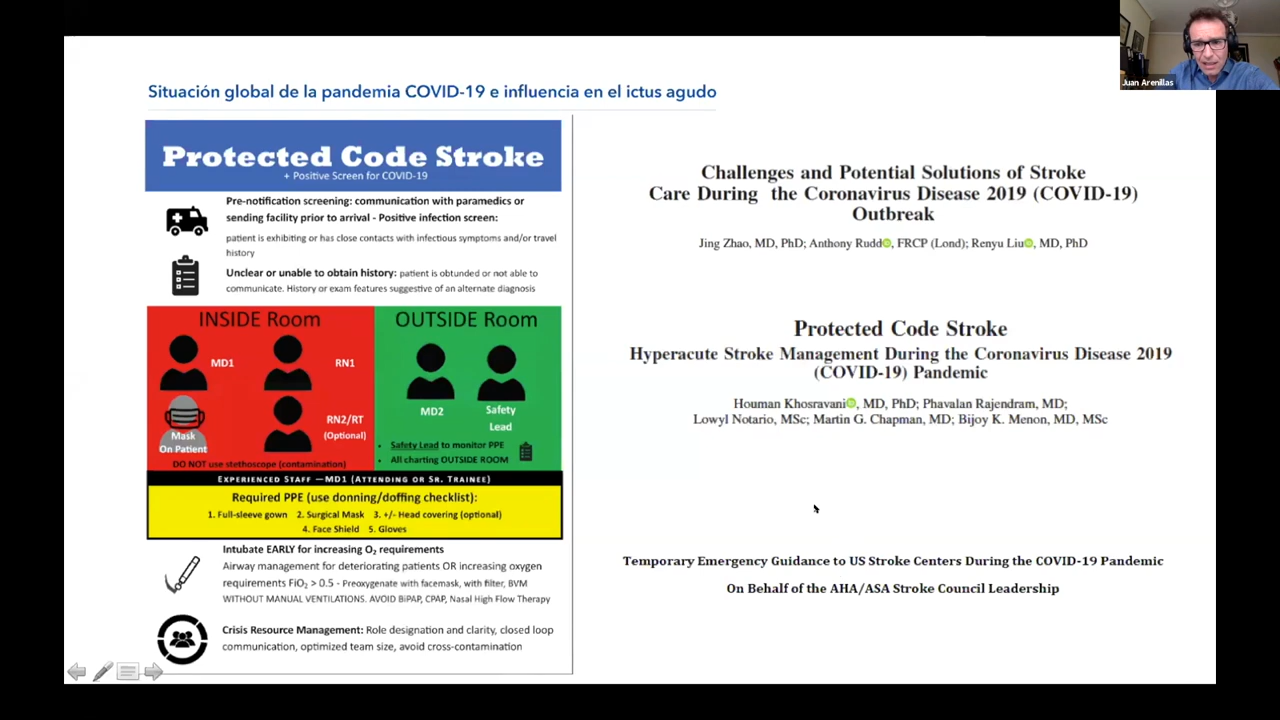 Juan Arenillas
Situación global de la pandemia COVID-19 e influencia en el ictus agudo
Protected Code Stroke
+ Positive Screen for COVID-19
Pre-notification screening: communication with paramedics or
sending facility prior to arrival - Positive infection screen:
patient is exhibiting or has close contacts with infectious symptoms and/or travel
history
Unclear or unable to obtain history: patient is obtunded or not able to
communicate. History or exam features suggestive of an alternate diagnosis
INSIDE Room
MD1
RN1
Mask
On Patient
RN2/RT
(Optional)
DO NOT use stethoscope (contamination)
OUTSIDE Room
MD2
Safety
Lead
• Safety Lead to monitor PPE
• All charting OUTSIDE ROOM
EXPERIENCED STAFF —MD1 (ATTENDING OR SR. TRAINEE)
Required PPE (use donning/doffing checklist):
1. Full-sleeve gown 2. Surgical Mask 3. +/- Head covering (optional)
4. Face Shield 5. Gloves
Intubate EARLY for increasing O₂ requirements
Airway management for deteriorating patients OR increasing oxygen
requirements FiO₂ > 0.5 - Preoxygenate with facemask, with filter, BVM
WITHOUT MANUAL VENTILATIONS. AVOID BiPAP, CPAP, Nasal High Flow Therapy
Crisis Resource Management: Role designation and clarity, closed loop
communication, optimized team size, avoid cross-contamination
Challenges and Potential Solutions of Stroke
Care During the Coronavirus Disease 2019 (COVID-19)
Outbreak
Jing Zhao, MD, PhD; Anthony Rudd, FRCP (Lond); Renyu Liu, MD, PhD
Protected Code Stroke
Hyperacute Stroke Management During the Coronavirus Disease 2019
(COVID-19) Pandemic
Houman Khosravani, MD, PhD; Phavalan Rajendram, MD;
Lowyl Notario, MSc; Martin G. Chapman, MD; Bijoy K. Menon, MD, MSc
Temporary Emergency Guidance to US Stroke Centers During the COVID-19 Pandemic
On Behalf of the AHA/ASA Stroke Council Leadership